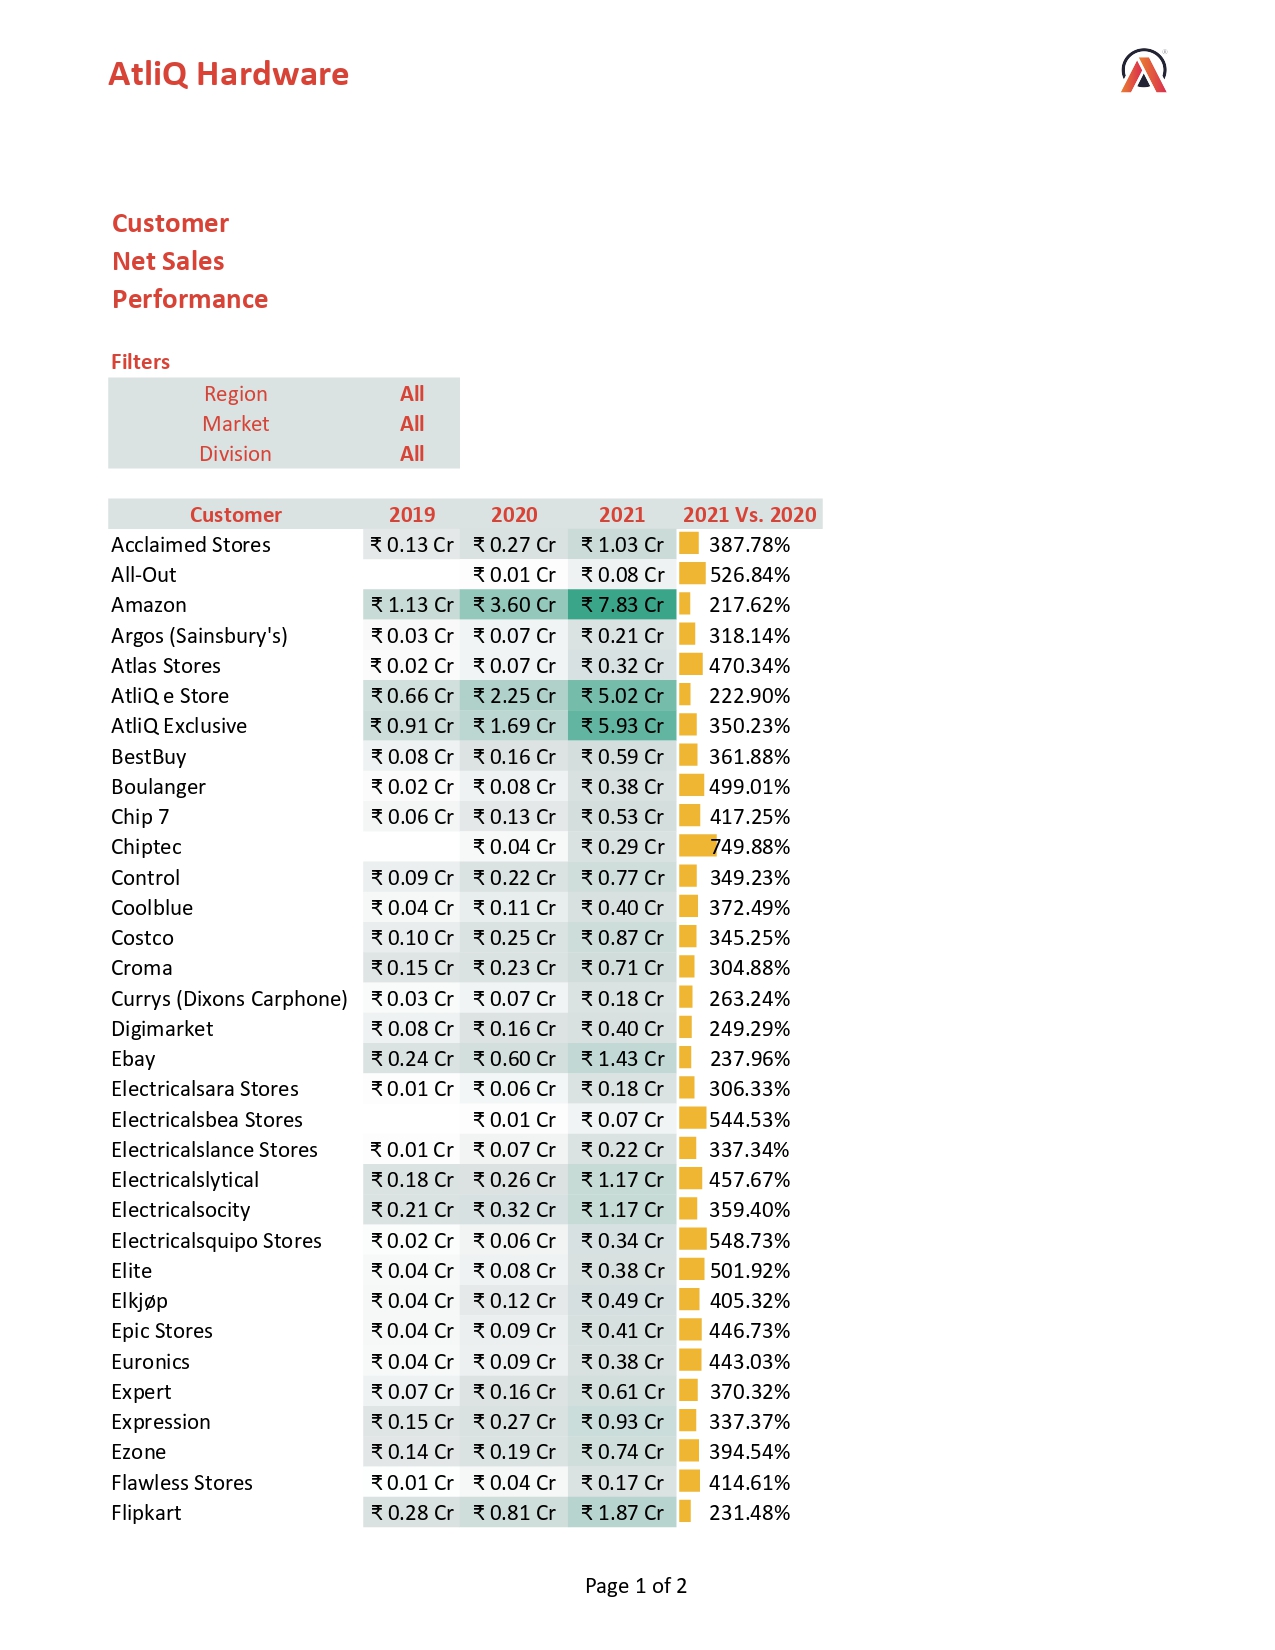 AtliQ Hardware
Customer
Net Sales
Performance
Filters
Region All
Market All
Division All
Customer 2019 2020 2021 2021 Vs. 2020
Acclaimed Stores ₹ 0.13 Cr ₹ 0.27 Cr ₹ 1.03 Cr 387.78%
All-Out ₹ 0.01 Cr ₹ 0.08 Cr 526.84%
Amazon ₹ 1.13 Cr ₹ 3.60 Cr ₹ 7.83 Cr 217.62%
Argos (Sainsbury's) ₹ 0.03 Cr ₹ 0.07 Cr ₹ 0.21 Cr 318.14%
Atlas Stores ₹ 0.02 Cr ₹ 0.07 Cr ₹ 0.32 Cr 470.34%
AtliQ e Store ₹ 0.66 Cr ₹ 2.25 Cr ₹ 5.02 Cr 222.90%
AtliQ Exclusive ₹ 0.91 Cr ₹ 1.69 Cr ₹ 5.93 Cr 350.23%
BestBuy ₹ 0.08 Cr ₹ 0.16 Cr ₹ 0.59 Cr 361.88%
Boulanger ₹ 0.02 Cr ₹ 0.08 Cr ₹ 0.38 Cr 499.01%
Chip 7 ₹ 0.06 Cr ₹ 0.13 Cr ₹ 0.53 Cr 417.25%
Chiptec ₹ 0.04 Cr ₹ 0.29 Cr 749.88%
Control ₹ 0.09 Cr ₹ 0.22 Cr ₹ 0.77 Cr 349.23%
Coolblue ₹ 0.04 Cr ₹ 0.11 Cr ₹ 0.40 Cr 372.49%
Costco ₹ 0.10 Cr ₹ 0.25 Cr ₹ 0.87 Cr 345.25%
Croma ₹ 0.15 Cr ₹ 0.23 Cr ₹ 0.71 Cr 304.88%
Currys (Dixons Carphone) ₹ 0.03 Cr ₹ 0.07 Cr ₹ 0.18 Cr 263.24%
Digimarket ₹ 0.08 Cr ₹ 0.16 Cr ₹ 0.40 Cr 249.29%
Ebay ₹ 0.24 Cr ₹ 0.60 Cr ₹ 1.43 Cr 237.96%
Electricalsara Stores ₹ 0.01 Cr ₹ 0.06 Cr ₹ 0.18 Cr 306.33%
Electricalsbea Stores ₹ 0.01 Cr ₹ 0.07 Cr 544.53%
Electricalslance Stores ₹ 0.01 Cr ₹ 0.07 Cr ₹ 0.22 Cr 337.34%
Electricalslytical ₹ 0.18 Cr ₹ 0.26 Cr ₹ 1.17 Cr 457.67%
Electricalsocity ₹ 0.21 Cr ₹ 0.32 Cr ₹ 1.17 Cr 359.40%
Electricalsquipo Stores ₹ 0.02 Cr ₹ 0.06 Cr ₹ 0.34 Cr 548.73%
Elite ₹ 0.04 Cr ₹ 0.08 Cr ₹ 0.38 Cr 501.92%
Elkjøp ₹ 0.04 Cr ₹ 0.12 Cr ₹ 0.49 Cr 405.32%
Epic Stores ₹ 0.04 Cr ₹ 0.09 Cr ₹ 0.41 Cr 446.73%
Euronics ₹ 0.04 Cr ₹ 0.09 Cr ₹ 0.38 Cr 443.03%
Expert ₹ 0.07 Cr ₹ 0.16 Cr ₹ 0.61 Cr 370.32%
Expression ₹ 0.15 Cr ₹ 0.27 Cr ₹ 0.93 Cr 337.37%
Ezone ₹ 0.14 Cr ₹ 0.19 Cr ₹ 0.74 Cr 394.54%
Flawless Stores ₹ 0.01 Cr ₹ 0.04 Cr ₹ 0.17 Cr 414.61%
Flipkart ₹ 0.28 Cr ₹ 0.81 Cr ₹ 1.87 Cr 231.48%
Page 1 of 2